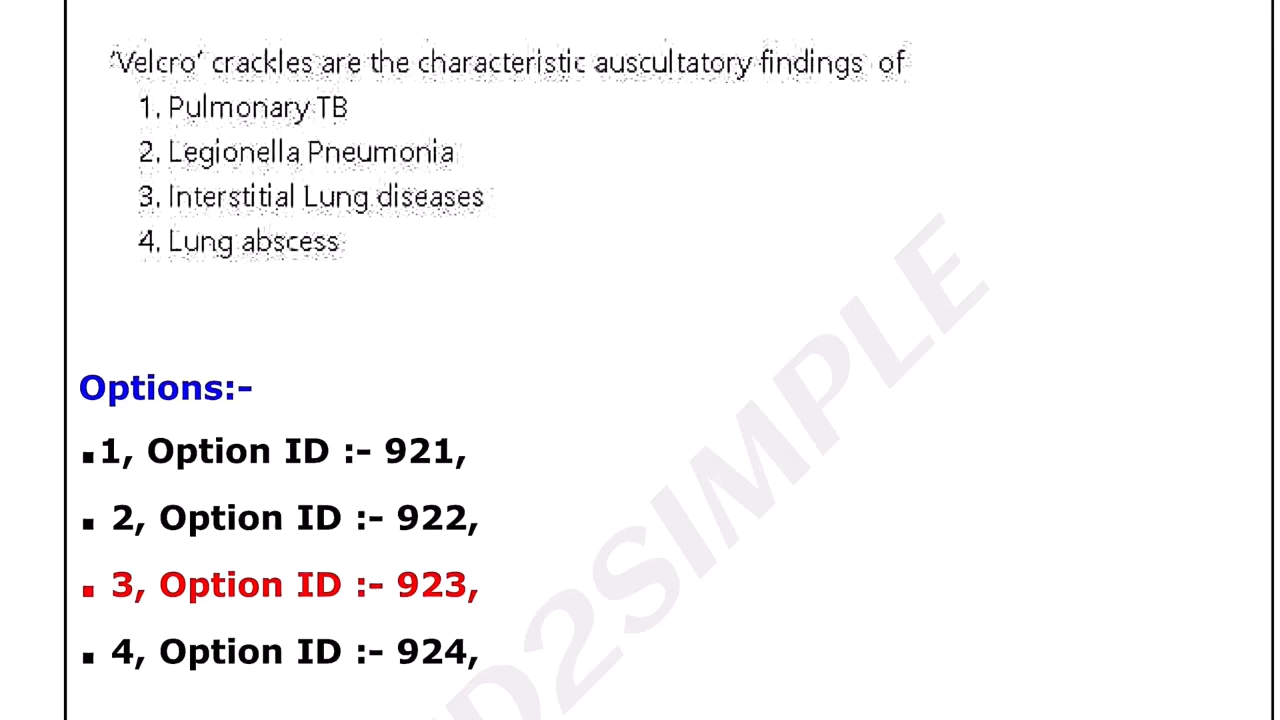 'Velcro' crackles are the characteristic auscultatory findings of
1. Pulmonary TB
2. Legionella Pneumonia
3. Interstitial Lung diseases
4. Lung abscess
Options:-
▪1, Option ID :- 921,
▪ 2, Option ID :- 922,
▪ 3, Option ID :- 923,
▪ 4, Option ID :- 924,
D2SIMPLE